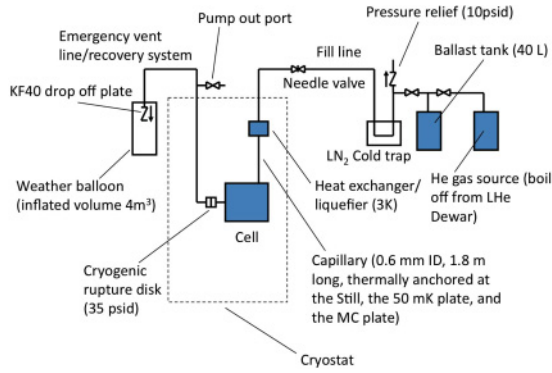 Emergency vent
line/recovery system
Pump out port
Pressure relief (10psid)
KF40 drop off plate
Fill line
Needle valve
Ballast tank (40 L)
LN2 Cold trap
Weather balloon
(inflated volume 4m³)
Heat exchanger/
liquefier (3K)
He gas source (boil
off from LHe
Dewar)
Cell
Cryogenic
rupture disk
(35 psid)
Capillary (0.6 mm ID, 1.8 m
long, thermally anchored at
the Still, the 50 mK plate, and
the MC plate)
Cryostat